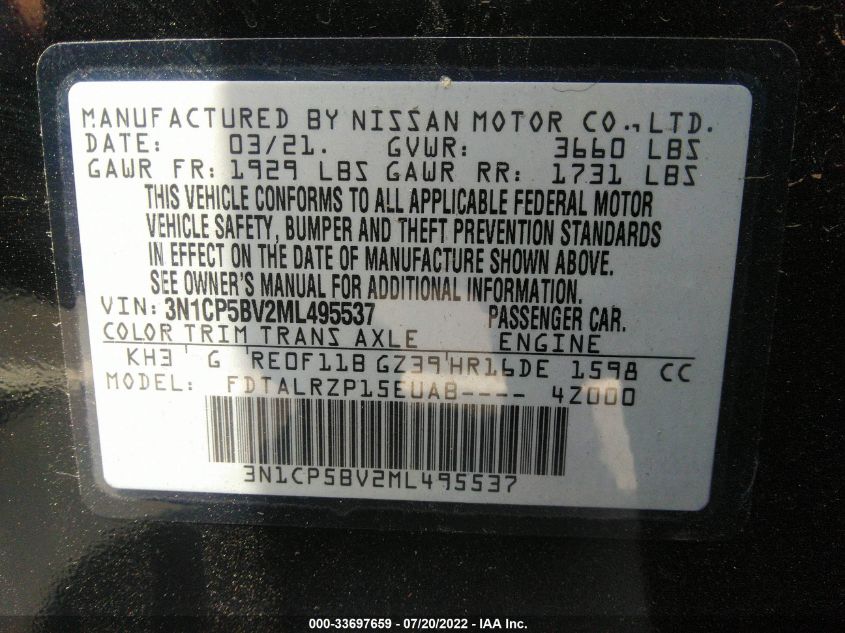 MANUFACTURED BY NISSAN MOTOR CO., LTD.
DATE: 03/21. GVWR: 3660 LBS
GAWR FR: 1929 LBS GAWR RR: 1731 LBS
THIS VEHICLE CONFORMS TO ALL APPLICABLE FEDERAL MOTOR
VEHICLE SAFETY, BUMPER AND THEFT PREVENTION STANDARDS
IN EFFECT ON THE DATE OF MANUFACTURE SHOWN ABOVE.
SEE OWNER'S MANUAL FOR ADDITIONAL INFORMATION.
VIN: 3N1CP5BV2ML495537 PASSENGER CAR.
COLOR TRIM TRANS AXLE ENGINE
KH3 G RE0F11B GZ39 HR16DE 1598 CC
MODEL: FDTALRZP15EUAB---- 4Z000
3N1CP5BV2ML495537
000-33697659 - 07/20/2022 - IAA Inc.